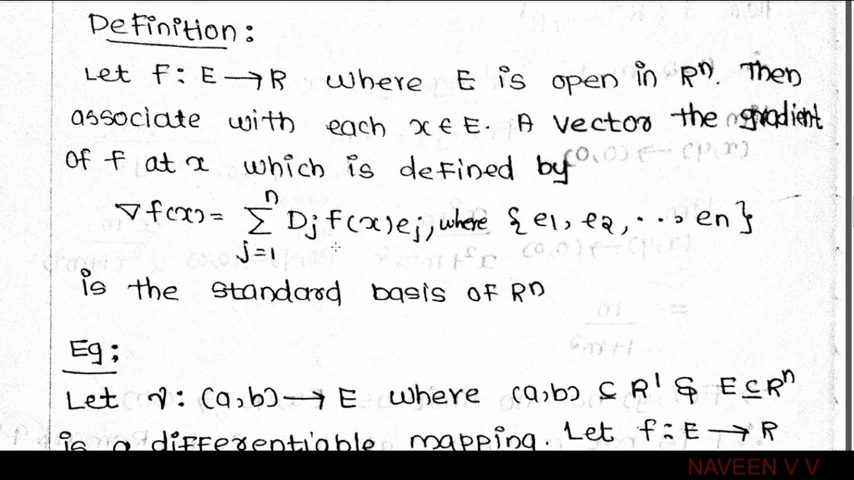 Definition:
Let f: E → R where E is open in Rⁿ. Then
associate with each x ∈ E. A vector the gradient
of f at x which is defined by
∇f(x) = ∑ⁿⱼ₌₁ Dⱼ f(x) eⱼ, where {e₁, e₂, ..., en}
is the standard basis of Rⁿ
Eg:
Let γ: (a,b) → E where (a,b) ⊆ R¹ & E ⊆ Rⁿ
is a differentiable mapping. Let f: E → R
NAVEEN V V